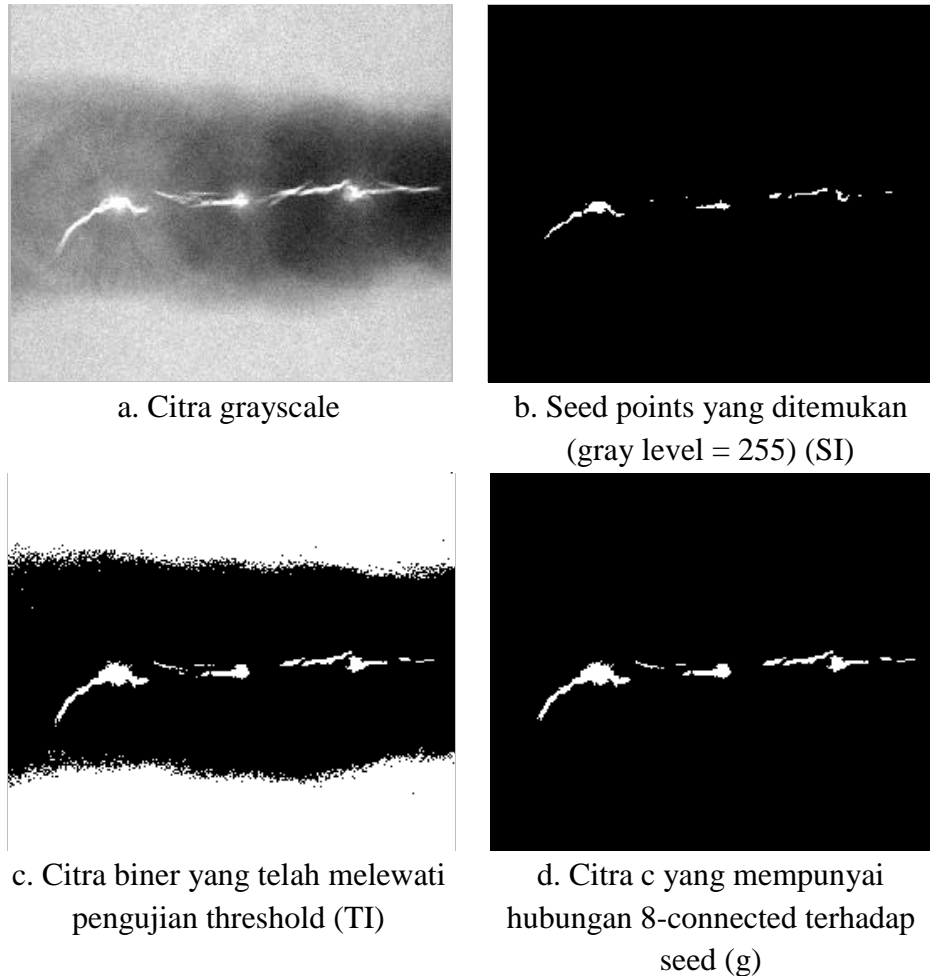 a. Citra grayscale
b. Seed points yang ditemukan
(gray level = 255) (SI)
c. Citra biner yang telah melewati
pengujian threshold (TI)
d. Citra c yang mempunyai
hubungan 8-connected terhadap
seed (g)